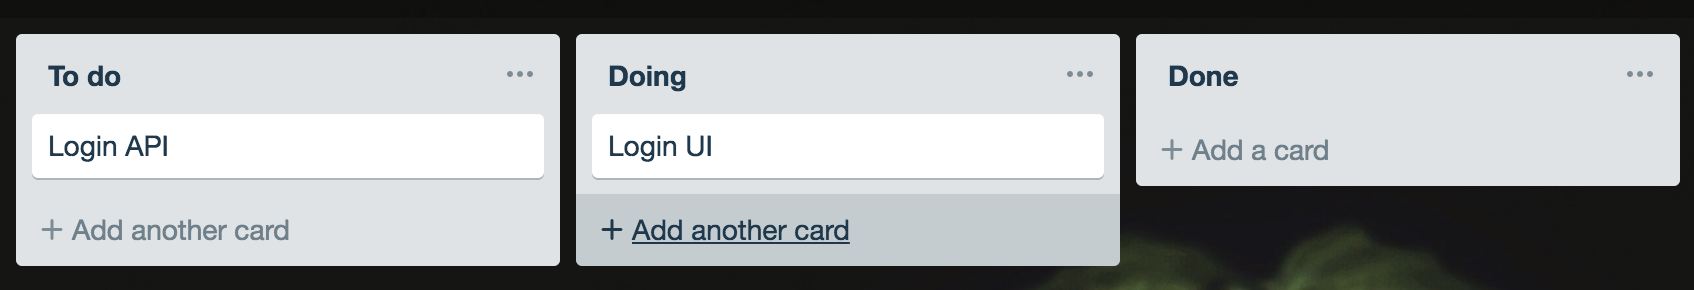 To do
Login API
+ Add another card
Doing
Login UI
+ Add another card
Done
+ Add a card